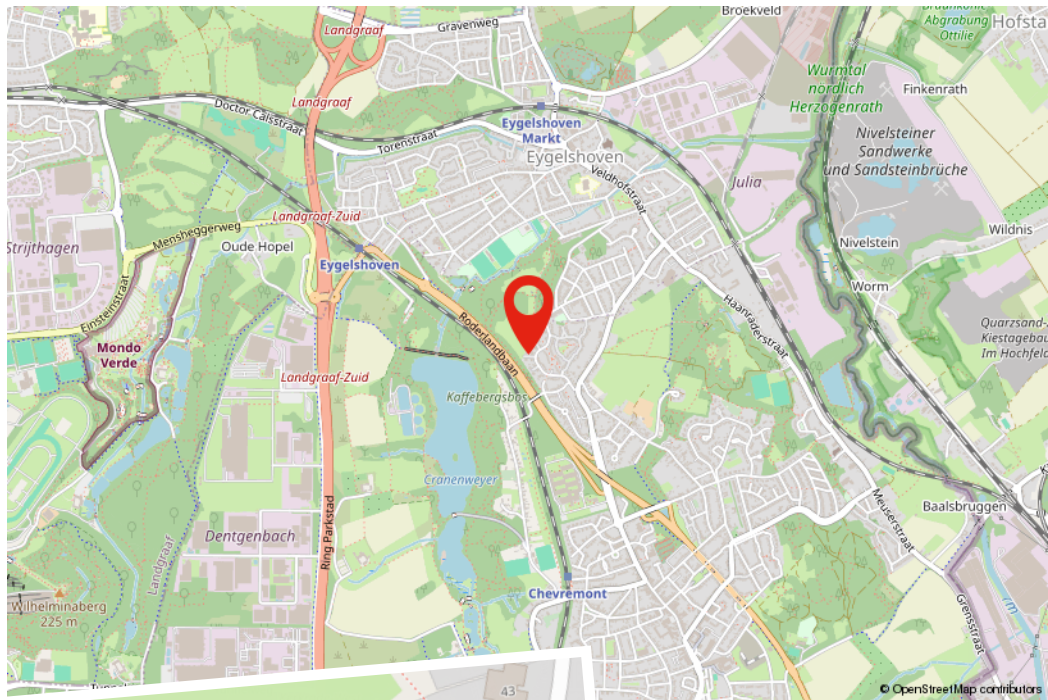 Broekveld
Braunkohle
Abgrabung
Ottilie
Hofsta
Gravenweg
Landgraaf
Landgraaf
Wurmtal
nördlich
Herzogenrath
Finkenrath
Doctor Calsstraat
Torenstraat
Eygelshoven
Markt
Eygelshoven
Nivelsteiner
Sandwerke
und Sandsteinbrüche
Veldhofstraat
Julia
Landgraaf-Zuid
Mensheggerweg
Oude Hopel
Strijthagen
Eygelshoven
Nivelstein
Wildnis
Worm
Einsteinstraat
Haanraderstraat
Roderlandbaan
Quarzsand-
Kiestagebau
Im Hochfeld
Mondo
Verde
Landgraaf-Zuid
Kaffebergsbos
Cranenweyer
Ring Parkstad
Dentgenbach
Landgraaf
Meuserstraat
Baalsbruggen
Chevremont
Grensstraat
Wilhelminaberg
225 m
43
© OpenStreetMap contributors